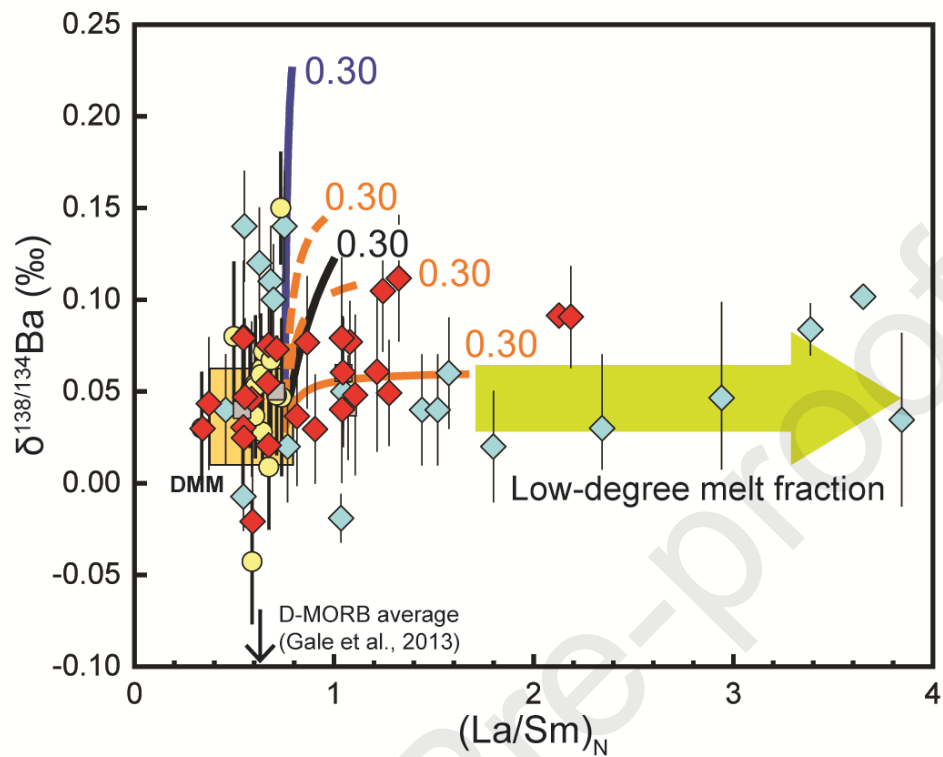 0.25
0.20
0.15
0.10
0.05
0.00
-0.05
-0.10
δ138/134Ba (‰)
0.30
0.30
0.30
0.30
0.30
DMM
Low-degree melt fraction
D-MORB average
(Gale et al., 2013)
0 1 2 3 4
(La/Sm)N
Pre-proof